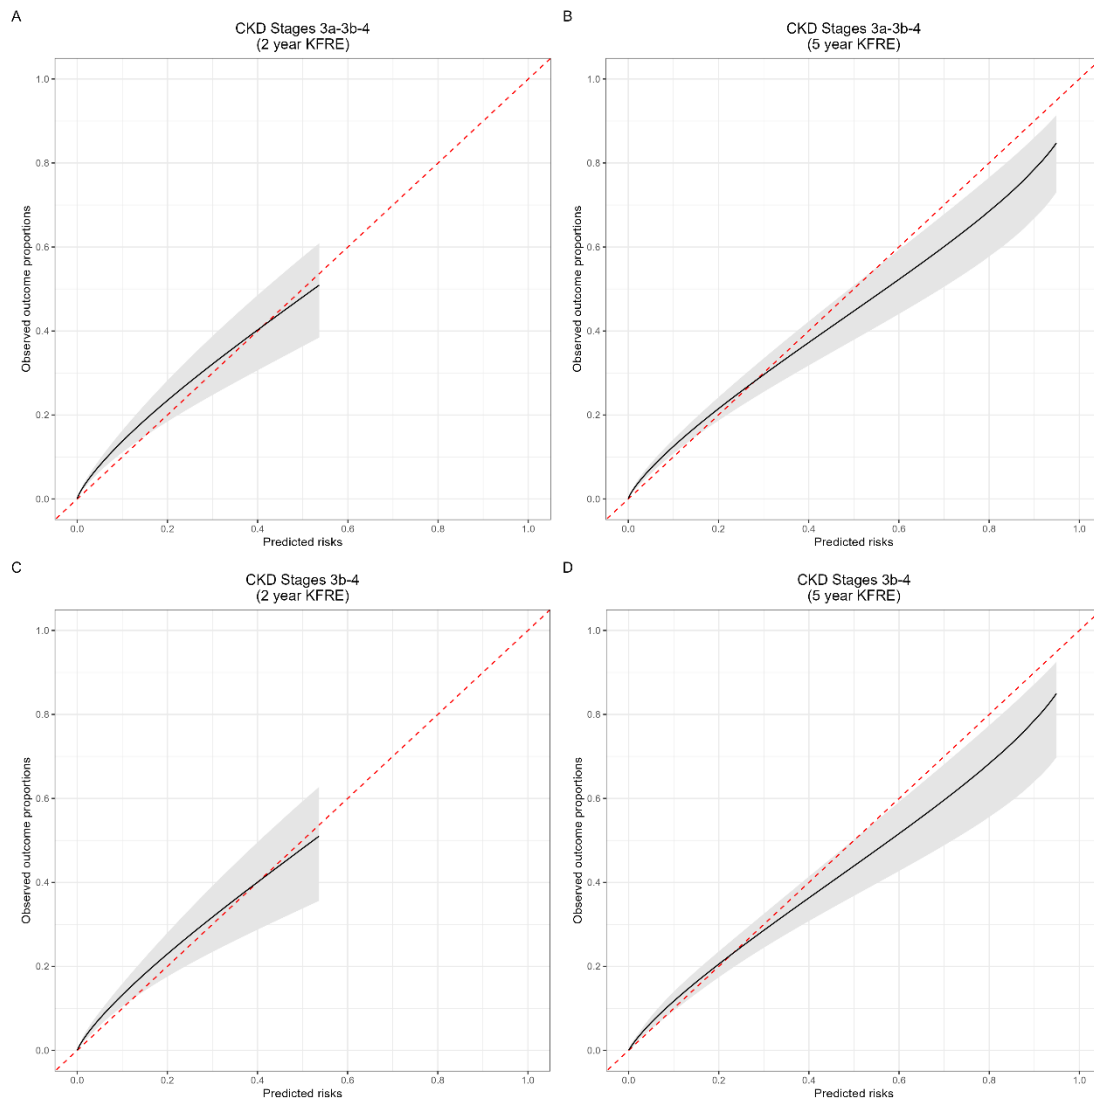 A
CKD Stages 3a-3b-4
(2 year KFRE)
1.0
0.8
0.6
0.4
0.2
0.0
Observed outcome proportions
0.0 0.2 0.4 0.6 0.8 1.0
Predicted risks
B
CKD Stages 3a-3b-4
(5 year KFRE)
1.0
0.8
0.6
0.4
0.2
0.0
Observed outcome proportions
0.0 0.2 0.4 0.6 0.8 1.0
Predicted risks
C
CKD Stages 3b-4
(2 year KFRE)
1.0
0.8
0.6
0.4
0.2
0.0
Observed outcome proportions
0.0 0.2 0.4 0.6 0.8 1.0
Predicted risks
D
CKD Stages 3b-4
(5 year KFRE)
1.0
0.8
0.6
0.4
0.2
0.0
Observed outcome proportions
0.0 0.2 0.4 0.6 0.8 1.0
Predicted risks